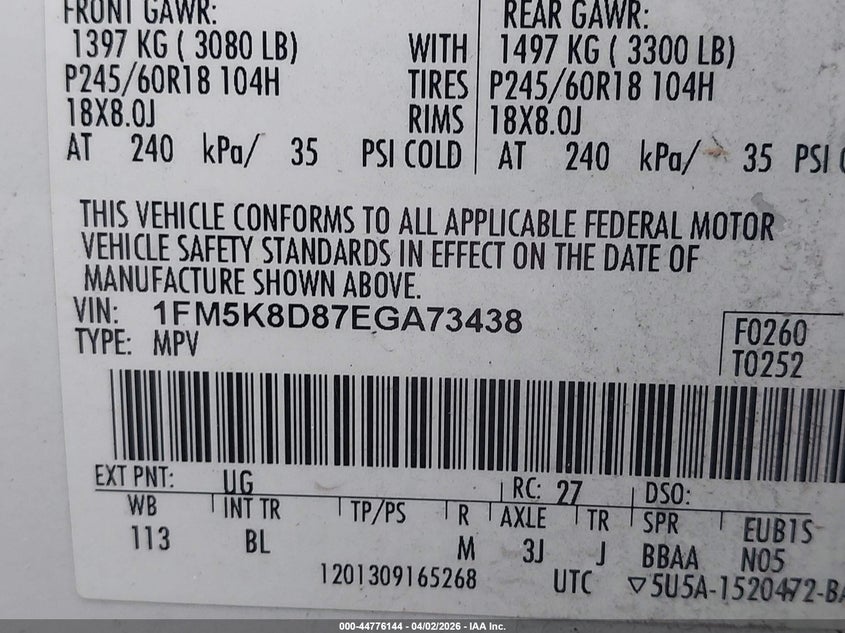 FRONT GAWR: REAR GAWR:
1397 KG ( 3080 LB) WITH 1497 KG ( 3300 LB)
P245/60R18 104H TIRES P245/60R18 104H
18X8.0J RIMS 18X8.0J
AT 240 kPa/ 35 PSI COLD AT 240 kPa/ 35 PSI
THIS VEHICLE CONFORMS TO ALL APPLICABLE FEDERAL MOTOR
VEHICLE SAFETY STANDARDS IN EFFECT ON THE DATE OF
MANUFACTURE SHOWN ABOVE.
VIN: 1FM5K8D87EGA73438
TYPE: MPV
F0260
T0252
EXT PNT: UG RC: 27 DSO:
WB INT TR TP/PS R AXLE TR SPR EUB1S
113 BL M 3J J BBAA N05
1201309165268 UTC ▽5U5A-1520472-BA
000-44776144 - 04/02/2026 - IAA Inc.